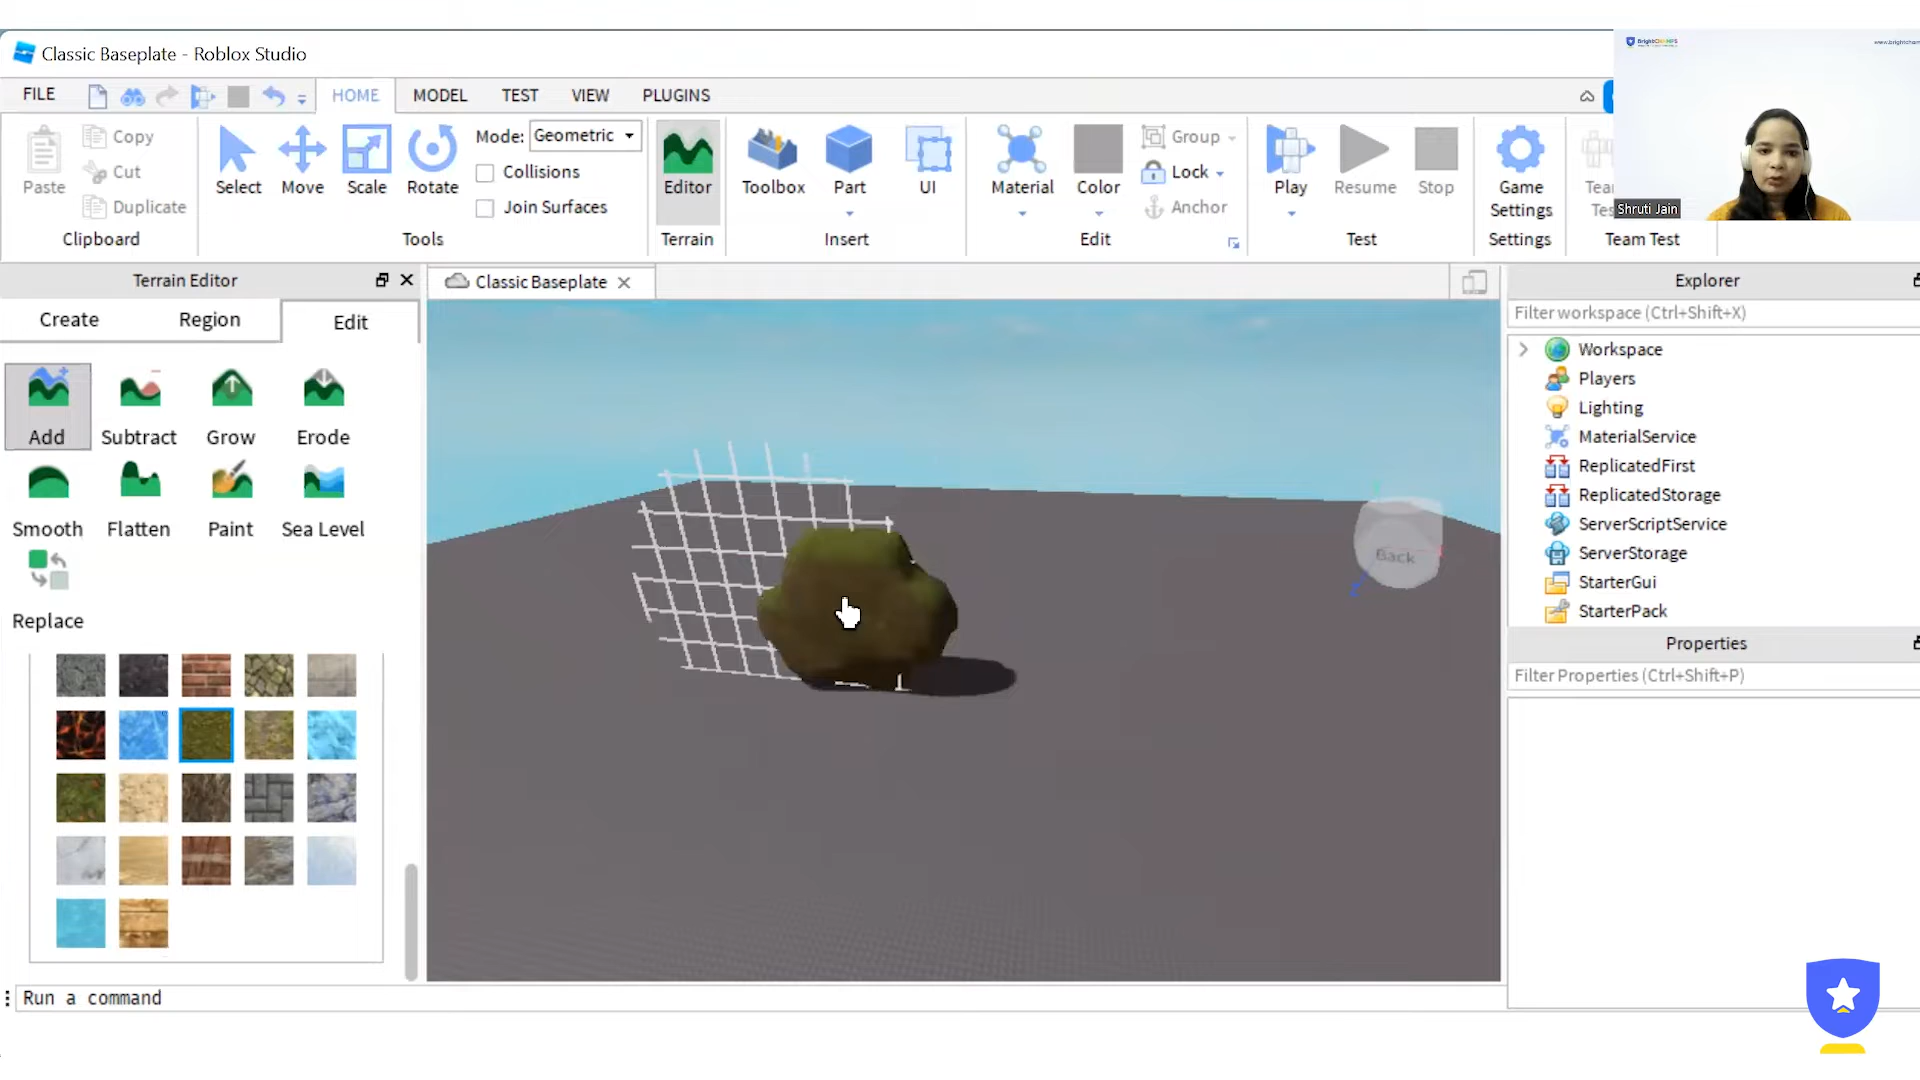 Classic Baseplate - Roblox Studio
BrightCHAMPS
FILE
HOME
MODEL
TEST
VIEW
PLUGINS
Paste
Copy
Cut
Duplicate
Clipboard
Select
Move
Scale
Rotate
Mode: Geometric
Collisions
Join Surfaces
Tools
Editor
Terrain
Toolbox
Part
UI
Insert
Material
Color
Group
Lock
Anchor
Edit
Play
Resume
Stop
Test
Game
Settings
Settings
Team Test
Shruti Jain
Terrain Editor
Create
Region
Edit
Add
Subtract
Grow
Erode
Smooth
Flatten
Paint
Sea Level
Replace
Classic Baseplate
Back
Explorer
Filter workspace (Ctrl+Shift+X)
Workspace
Players
Lighting
MaterialService
ReplicatedFirst
ReplicatedStorage
ServerScriptService
ServerStorage
StarterGui
StarterPack
Properties
Filter Properties (Ctrl+Shift+P)
Run a command